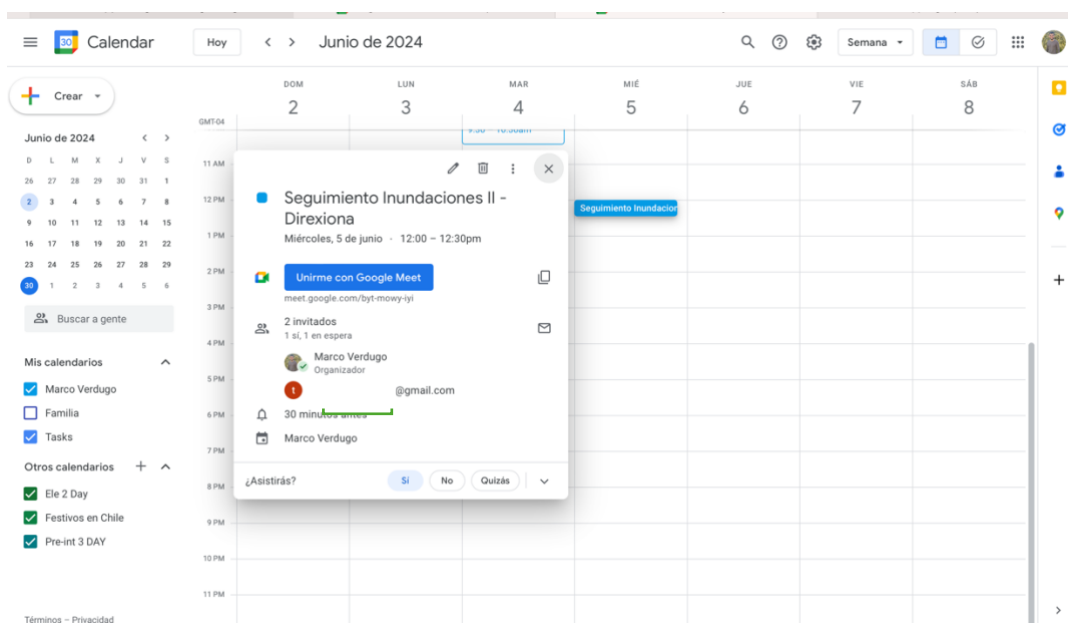 30 Calendar Hoy Junio de 2024 Semana
Crear
Junio de 2024
D L M X J V S
26 27 28 29 30 31 1
2 3 4 5 6 7 8
9 10 11 12 13 14 15
16 17 18 19 20 21 22
23 24 25 26 27 28 29
30 1 2 3 4 5 6
Buscar a gente
Mis calendarios
Marco Verdugo
Familia
Tasks
Otros calendarios
Ele 2 Day
Festivos en Chile
Pre-int 3 DAY
Términos – Privacidad
DOM LUN MAR MIÉ JUE VIE SÁB
2 3 4 5 6 7 8
GMT-04
9:30 – 10:30am
11 AM
12 PM
1 PM
2 PM
3 PM
4 PM
5 PM
6 PM
7 PM
8 PM
9 PM
10 PM
11 PM
Seguimiento Inundaciones II -
Direxiona
Miércoles, 5 de junio · 12:00 – 12:30pm
Unirme con Google Meet
meet.google.com/byt-mowy-iyi
2 invitados
1 sí, 1 en espera
Marco Verdugo
Organizador
t @gmail.com
30 minutos antes
Marco Verdugo
¿Asistirás? Sí No Quizás
Seguimiento Inundacion